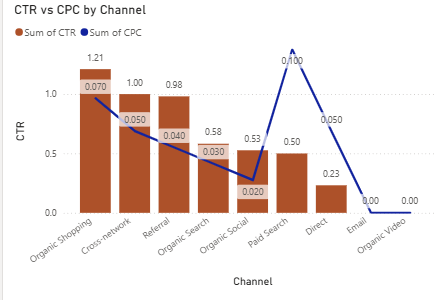 CTR vs CPC by Channel
Sum of CTR Sum of CPC
1.21
1.00
0.98
0.58
0.53
0.50
0.23
0.00
0.00
0.070
0.050
0.040
0.030
0.020
0.100
0.050
1.0
0.5
0.0
CTR
Organic Shopping
Cross-network
Referral
Organic Search
Organic Social
Paid Search
Direct
Email
Organic Video
Channel